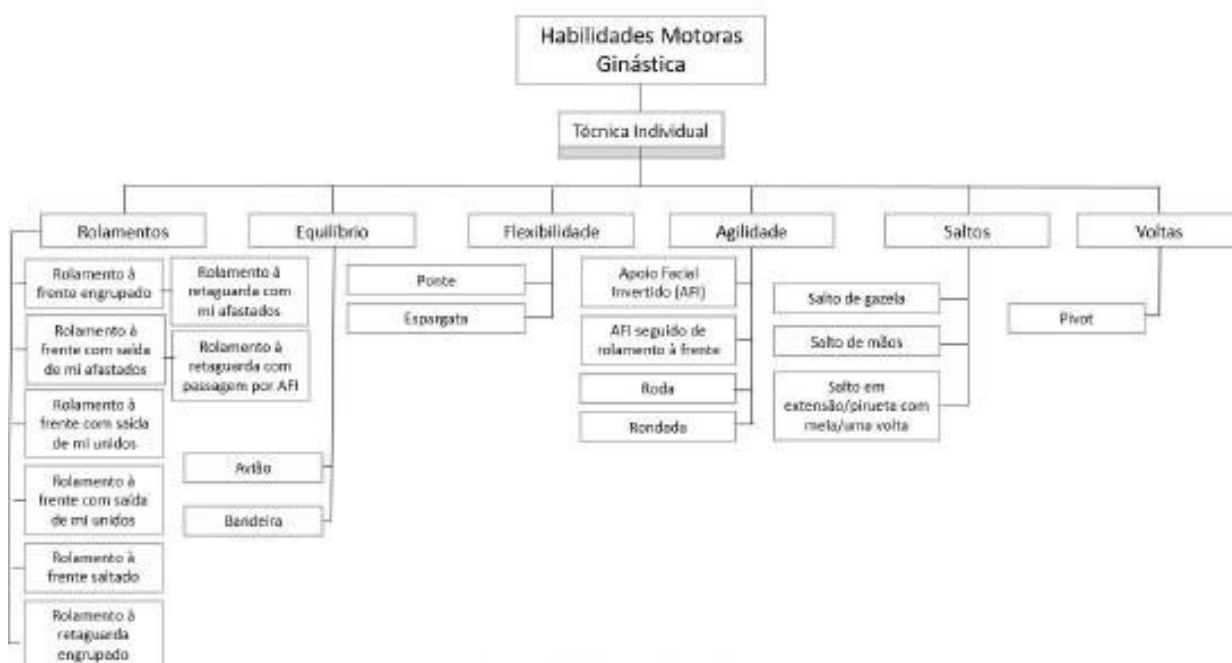 Habilidades Motoras
Ginástica
Técnica Individual
Rolamentos
Equilíbrio
Flexibilidade
Agilidade
Saltos
Voltas
Rolamento à
frente engrupado
Rolamento à
retaguarda com
mi afastados
Rolamento à
frente com saída
de mi afastados
Rolamento à
retaguarda com
passagem por AFI
Rolamento à
frente com saída
de mi unidos
Rolamento à
frente com saída
de mi unidos
Rolamento à
frente saltado
Rolamento à
retaguarda
engrupado
Avião
Bandeira
Ponte
Espargata
Apoio Facial
Invertido (AFI)
AFI seguido de
rolamento à frente
Roda
Rondada
Salto de gazela
Salto de mãos
Salto em
extensão/pirueta com
meia/uma volta
Pivot